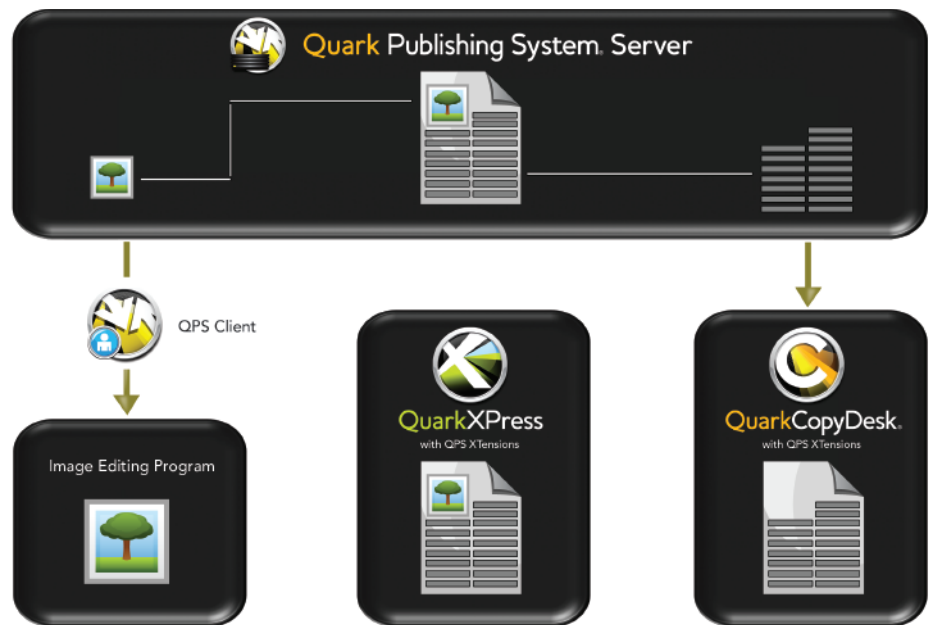 Quark Publishing System. Server
QPS Client
Image Editing Program
QuarkXPress
with QPS XTensions
QuarkCopyDesk.
with QPS XTensions